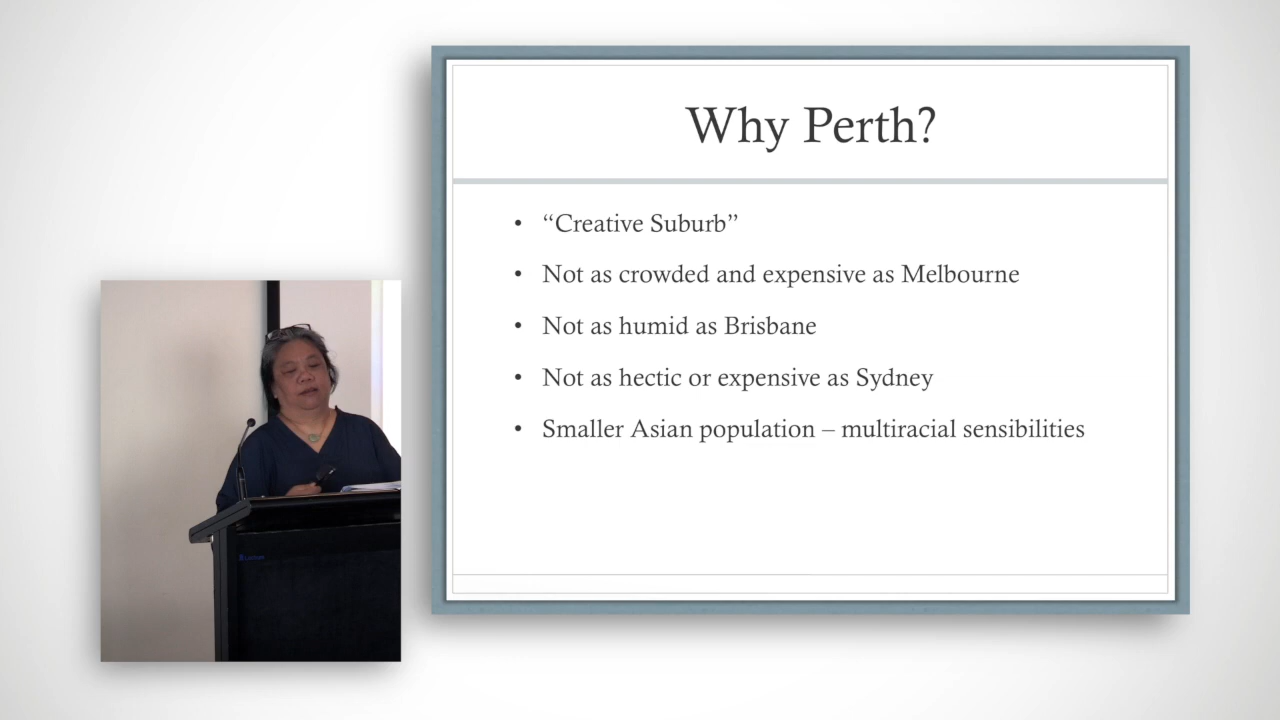 Why Perth?
• “Creative Suburb”
• Not as crowded and expensive as Melbourne
• Not as humid as Brisbane
• Not as hectic or expensive as Sydney
• Smaller Asian population – multiracial sensibilities